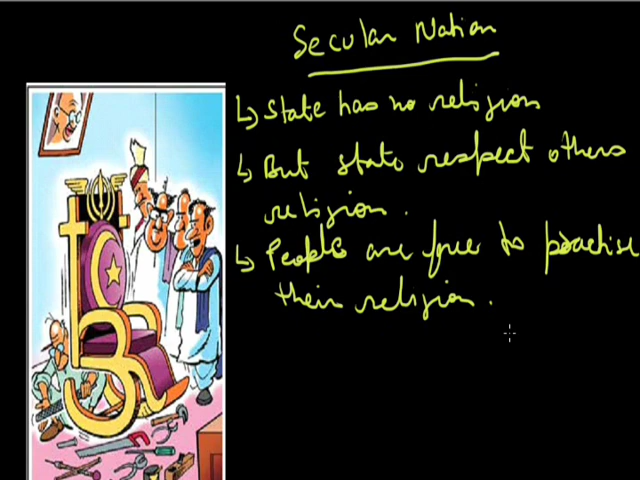 Secular Nation
↳ State has no religion
↳ But state respect others
religion.
↳ People are free to practise
their religion.